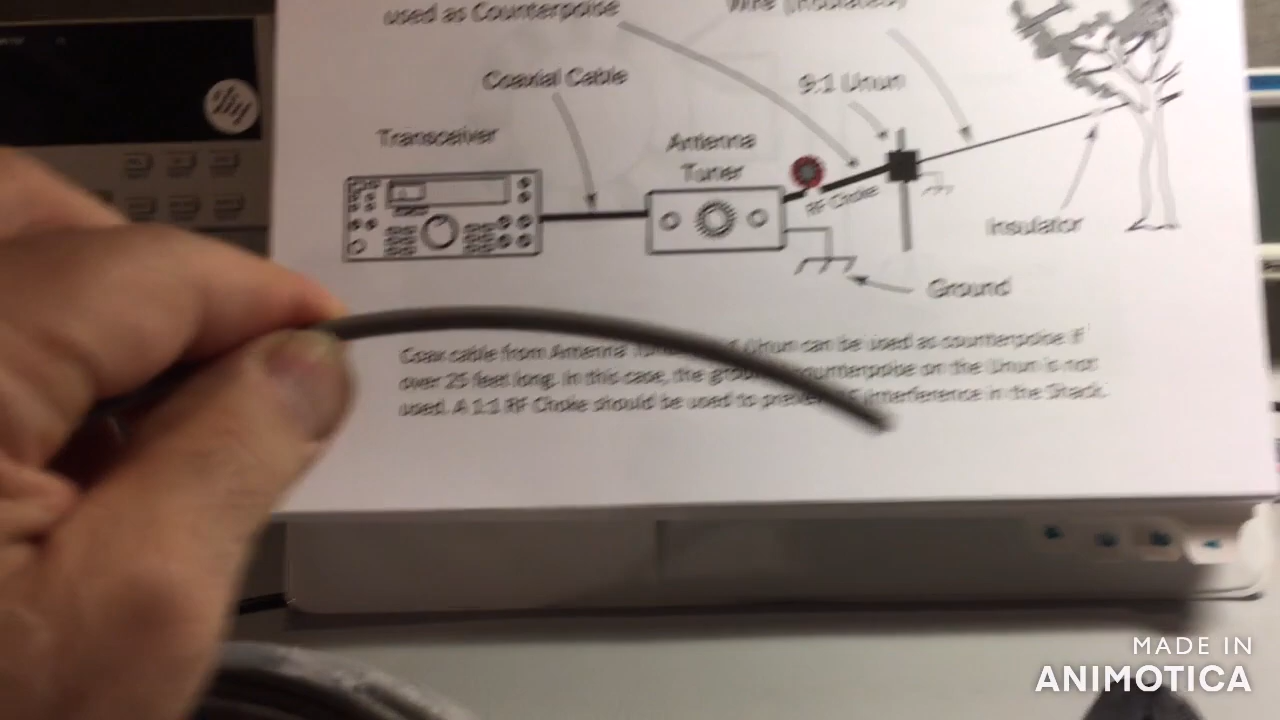 used as Counterpoise
Wire (Insulated)
Coaxial Cable
9:1 Unun
Transceiver
Antenna
Tuner
RF Choke
Insulator
Ground
Coax cable from Antenna Unun can be used as counterpoise if
over 25 feet long. In this case, the counterpoise on the Unun is not
used. A 1:1 RF Choke should be used to interference in the Shack.
MADE IN
ANIMOTICA